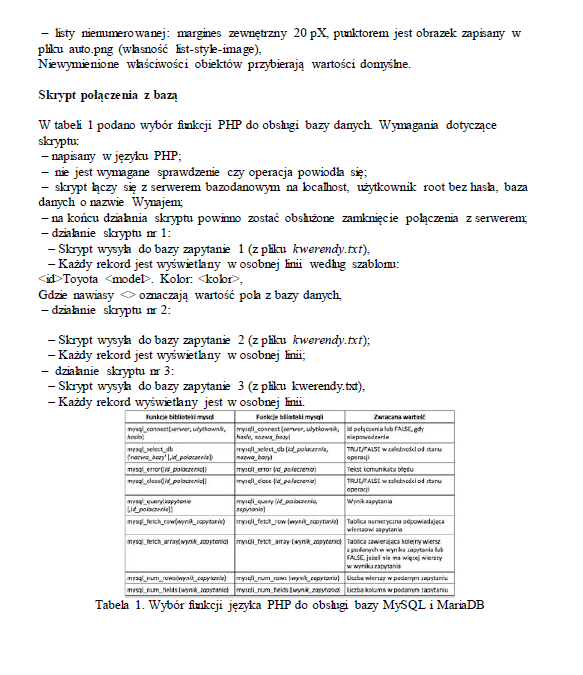 – listy nienumerowanej: margines zewnętrzny 20 pX, punktorem jest obrazek zapisany w
pliku auto.png (własność list-style-image),
Niewymienione właściwości obiektów przybierają wartości domyślne.
Skrypt połączenia z bazą
W tabeli 1 podano wybór funkcji PHP do obsługi bazy danych. Wymagania dotyczące
skryptu:
– napisany w języku PHP;
– nie jest wymagane sprawdzenie czy operacja powiodła się;
– skrypt łączy się z serwerem bazodanowym na localhost, użytkownik root bez hasła, baza
danych o nazwie Wynajem;
– na końcu działania skryptu powinno zostać obsłużone zamknięcie połączenia z serwerem;
– działanie skryptu nr 1:
– Skrypt wysyła do bazy zapytanie 1 (z pliku kwerendy.txt),
– Każdy rekord jest wyświetlany w osobnej linii według szablonu:
<id>Toyota <model>. Kolor: <kolor>,
Gdzie nawiasy <> oznaczają wartość pola z bazy danych,
– działanie skryptu nr 2:
– Skrypt wysyła do bazy zapytanie 2 (z pliku kwerendy.txt);
– Każdy rekord jest wyświetlany w osobnej linii;
– działanie skryptu nr 3:
– Skrypt wysyła do bazy zapytanie 3 (z pliku kwerendy.txt),
– Każdy rekord wyświetlany jest w osobnej linii.
Funkcje biblioteki mysql Funkcje biblioteki mysqli Zwracana wartość
mysql_connect(serwer, użytkownik, mysqli_connect (serwer, użytkownik, id połączenia lub FALSE, gdy
hasło) hasło, nazwa_bazy) niepowodzenie
mysql_select_db mysqli_select_db (id_polaczenia, TRUE/FALSE w zależności od stanu
('nazwa_bazy' [,id_polaczenia]) nazwa_bazy) operacji
mysql_error([id_polaczenia]) mysqli_error (id_polaczenia) Tekst komunikatu błędu
mysql_close([id_polaczenia]) mysqli_close (id_polaczenia) TRUE/FALSE w zależności od stanu
operacji
mysql_query(zapytanie mysqli_query (id_polaczenia, Wynik zapytania
[,id_polaczenia]) zapytanie)
mysql_fetch_row(wynik_zapytania) mysqli_fetch_row (wynik_zapytania) Tablica numeryczna odpowiadająca
wierszowi zapytania
mysql_fetch_array(wynik_zapytania) mysqli_fetch_array (wynik_zapytania) Tablica zawierająca kolejny wiersz
z podanych w wyniku zapytania lub
FALSE, jeżeli nie ma więcej wierszy
w wyniku zapytania
mysql_num_rows(wynik_zapytania) mysqli_num_rows (wynik_zapytania) Liczba wierszy w podanym zapytaniu
mysql_num_fields(wynik_zapytania) mysqli_num_fields (wynik_zapytania) Liczba kolumn w podanym zapytaniu
Tabela 1. Wybór funkcji języka PHP do obsługi bazy MySQL i MariaDB